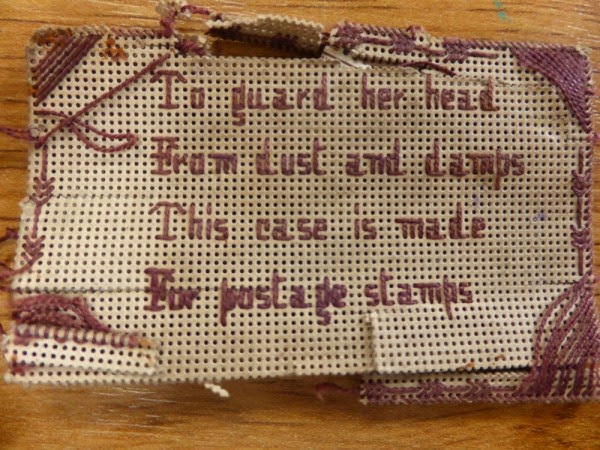 To guard her head
From dust and damps
This case is made
For postage stamps